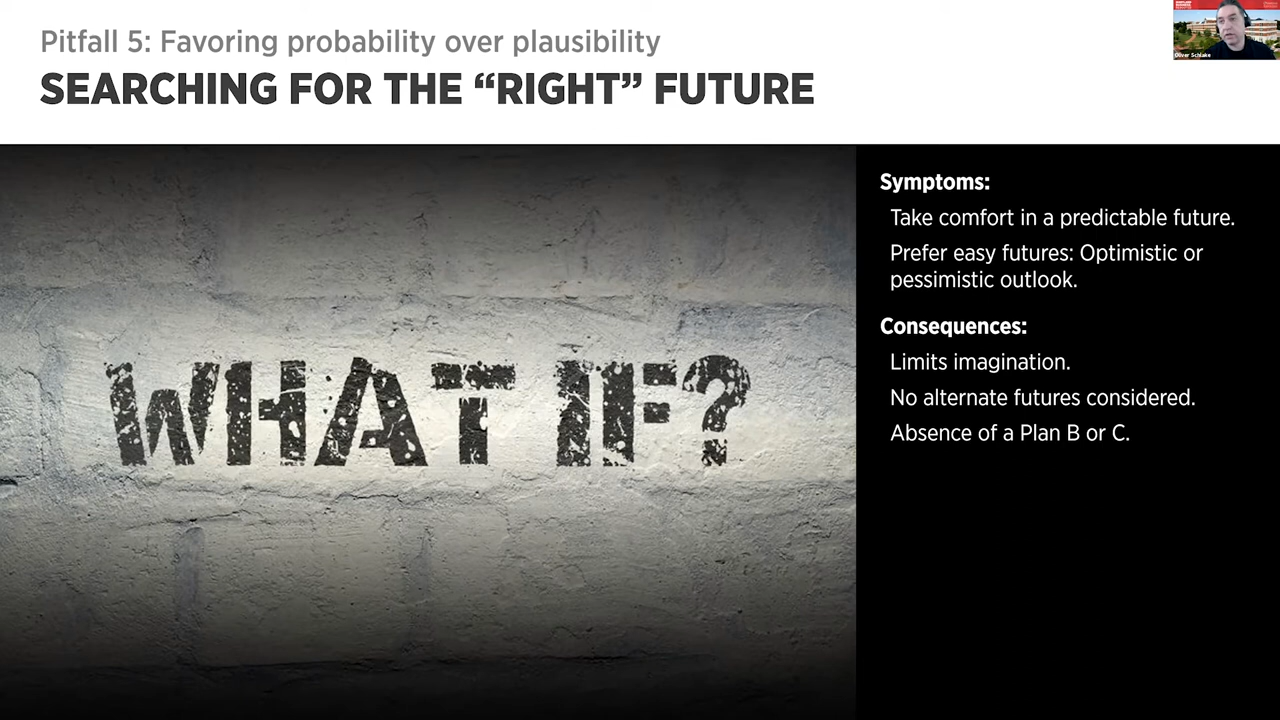 Pitfall 5: Favoring probability over plausibility
SEARCHING FOR THE “RIGHT” FUTURE
Oliver Schlake
WHAT IF?
Symptoms:
Take comfort in a predictable future.
Prefer easy futures: Optimistic or
pessimistic outlook.
Consequences:
Limits imagination.
No alternate futures considered.
Absence of a Plan B or C.